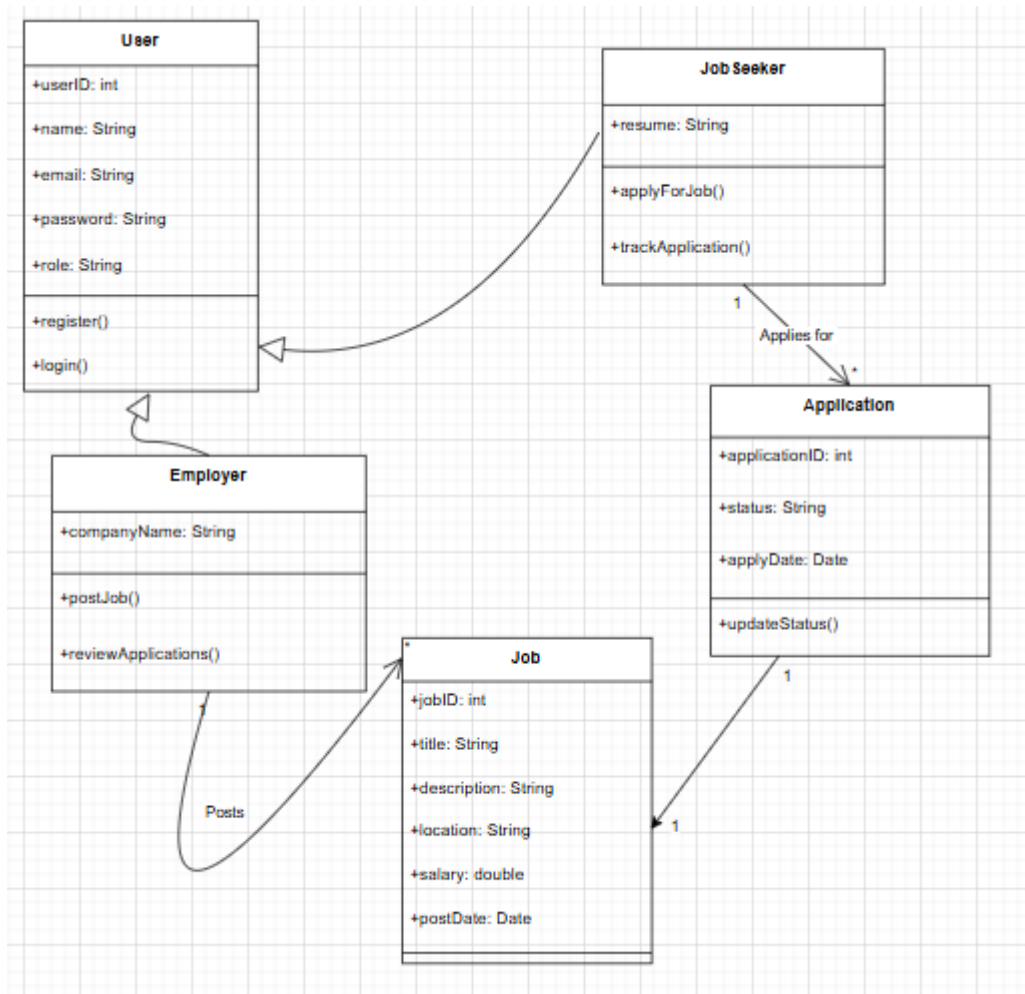 User
+userID: int
+name: String
+email: String
+password: String
+role: String
+register()
+login()
JobSeeker
+resume: String
+applyForJob()
+trackApplication()
1
Applies for
*
Application
+applicationID: int
+status: String
+applyDate: Date
+updateStatus()
1
1
Employer
+companyName: String
+postJob()
+reviewApplications()
1
Posts
*
Job
+jobID: int
+title: String
+description: String
+location: String
+salary: double
+postDate: Date